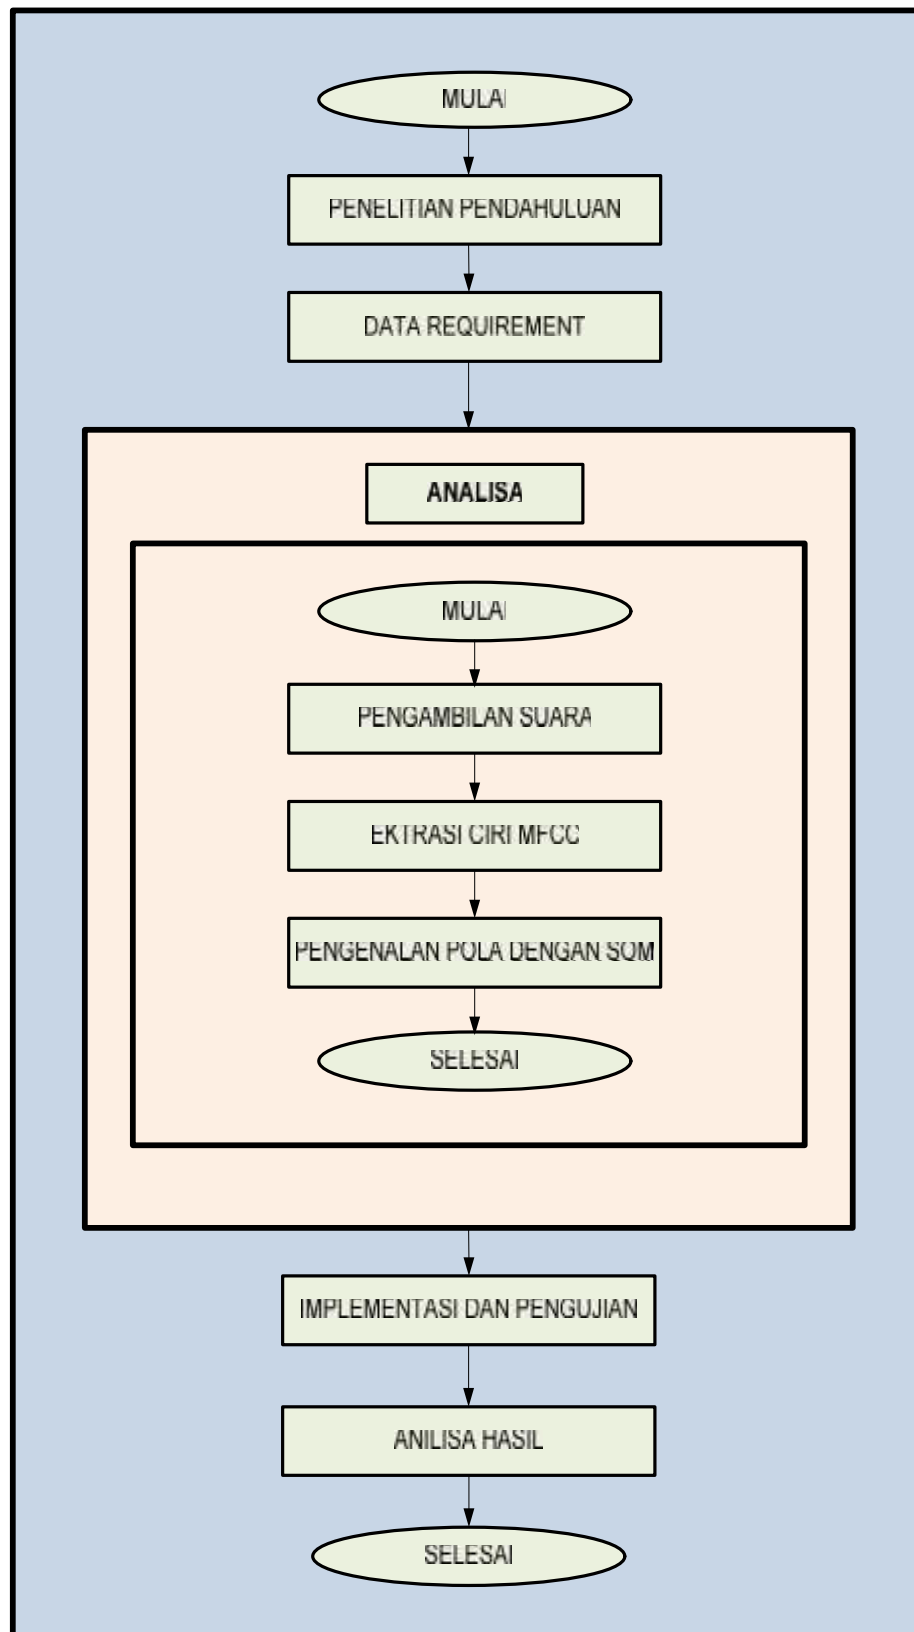 MULAI
PENELITIAN PENDAHULUAN
DATA REQUIREMENT
ANALISA
MULAI
PENGAMBILAN SUARA
EKTRASI CIRI MFCC
PENGENALAN POLA DENGAN SOM
SELESAI
IMPLEMENTASI DAN PENGUJIAN
ANILISA HASIL
SELESAI